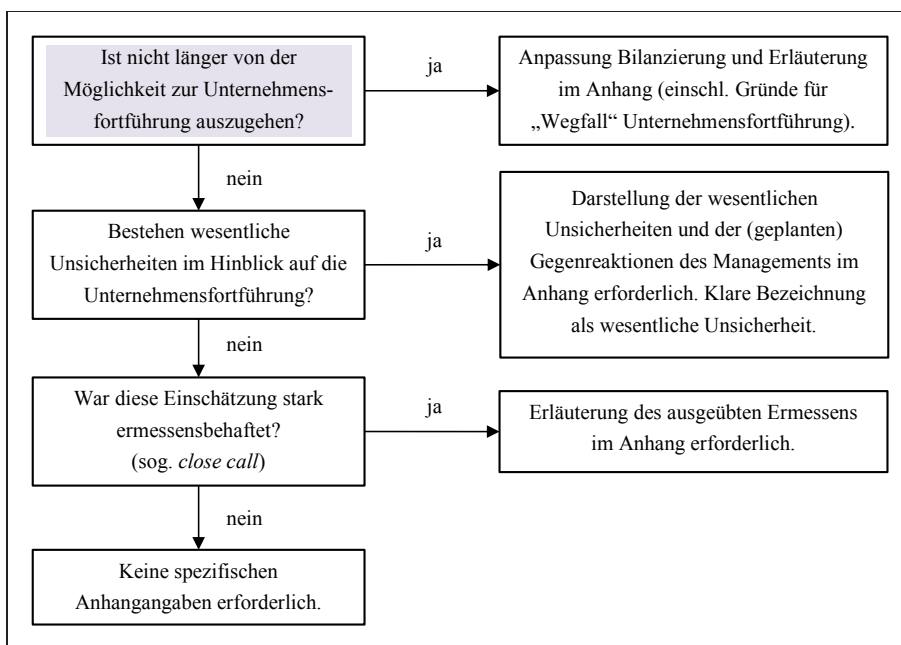 Ist nicht länger von der
Möglichkeit zur Unternehmens-
fortführung auszugehen?
ja
Anpassung Bilanzierung und Erläuterung
im Anhang (einschl. Gründe für
„Wegfall“ Unternehmensfortführung).
nein
Bestehen wesentliche
Unsicherheiten im Hinblick auf die
Unternehmensfortführung?
ja
Darstellung der wesentlichen
Unsicherheiten und der (geplanten)
Gegenreaktionen des Managements im
Anhang erforderlich. Klare Bezeichnung
als wesentliche Unsicherheit.
nein
War diese Einschätzung stark
ermessensbehaftet?
(sog. close call)
ja
Erläuterung des ausgeübten Ermessens
im Anhang erforderlich.
nein
Keine spezifischen
Anhangangaben erforderlich.